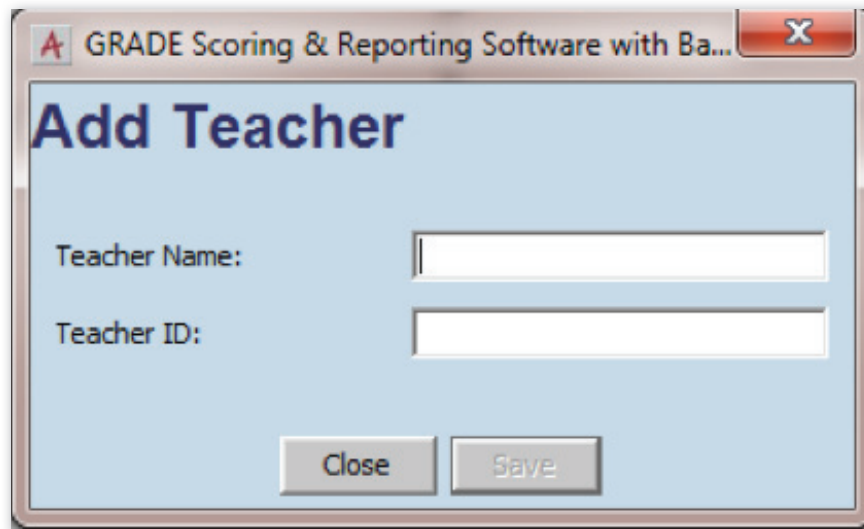 GRADE Scoring & Reporting Software with Ba...
Add Teacher
Teacher Name:
Teacher ID:
Close Save